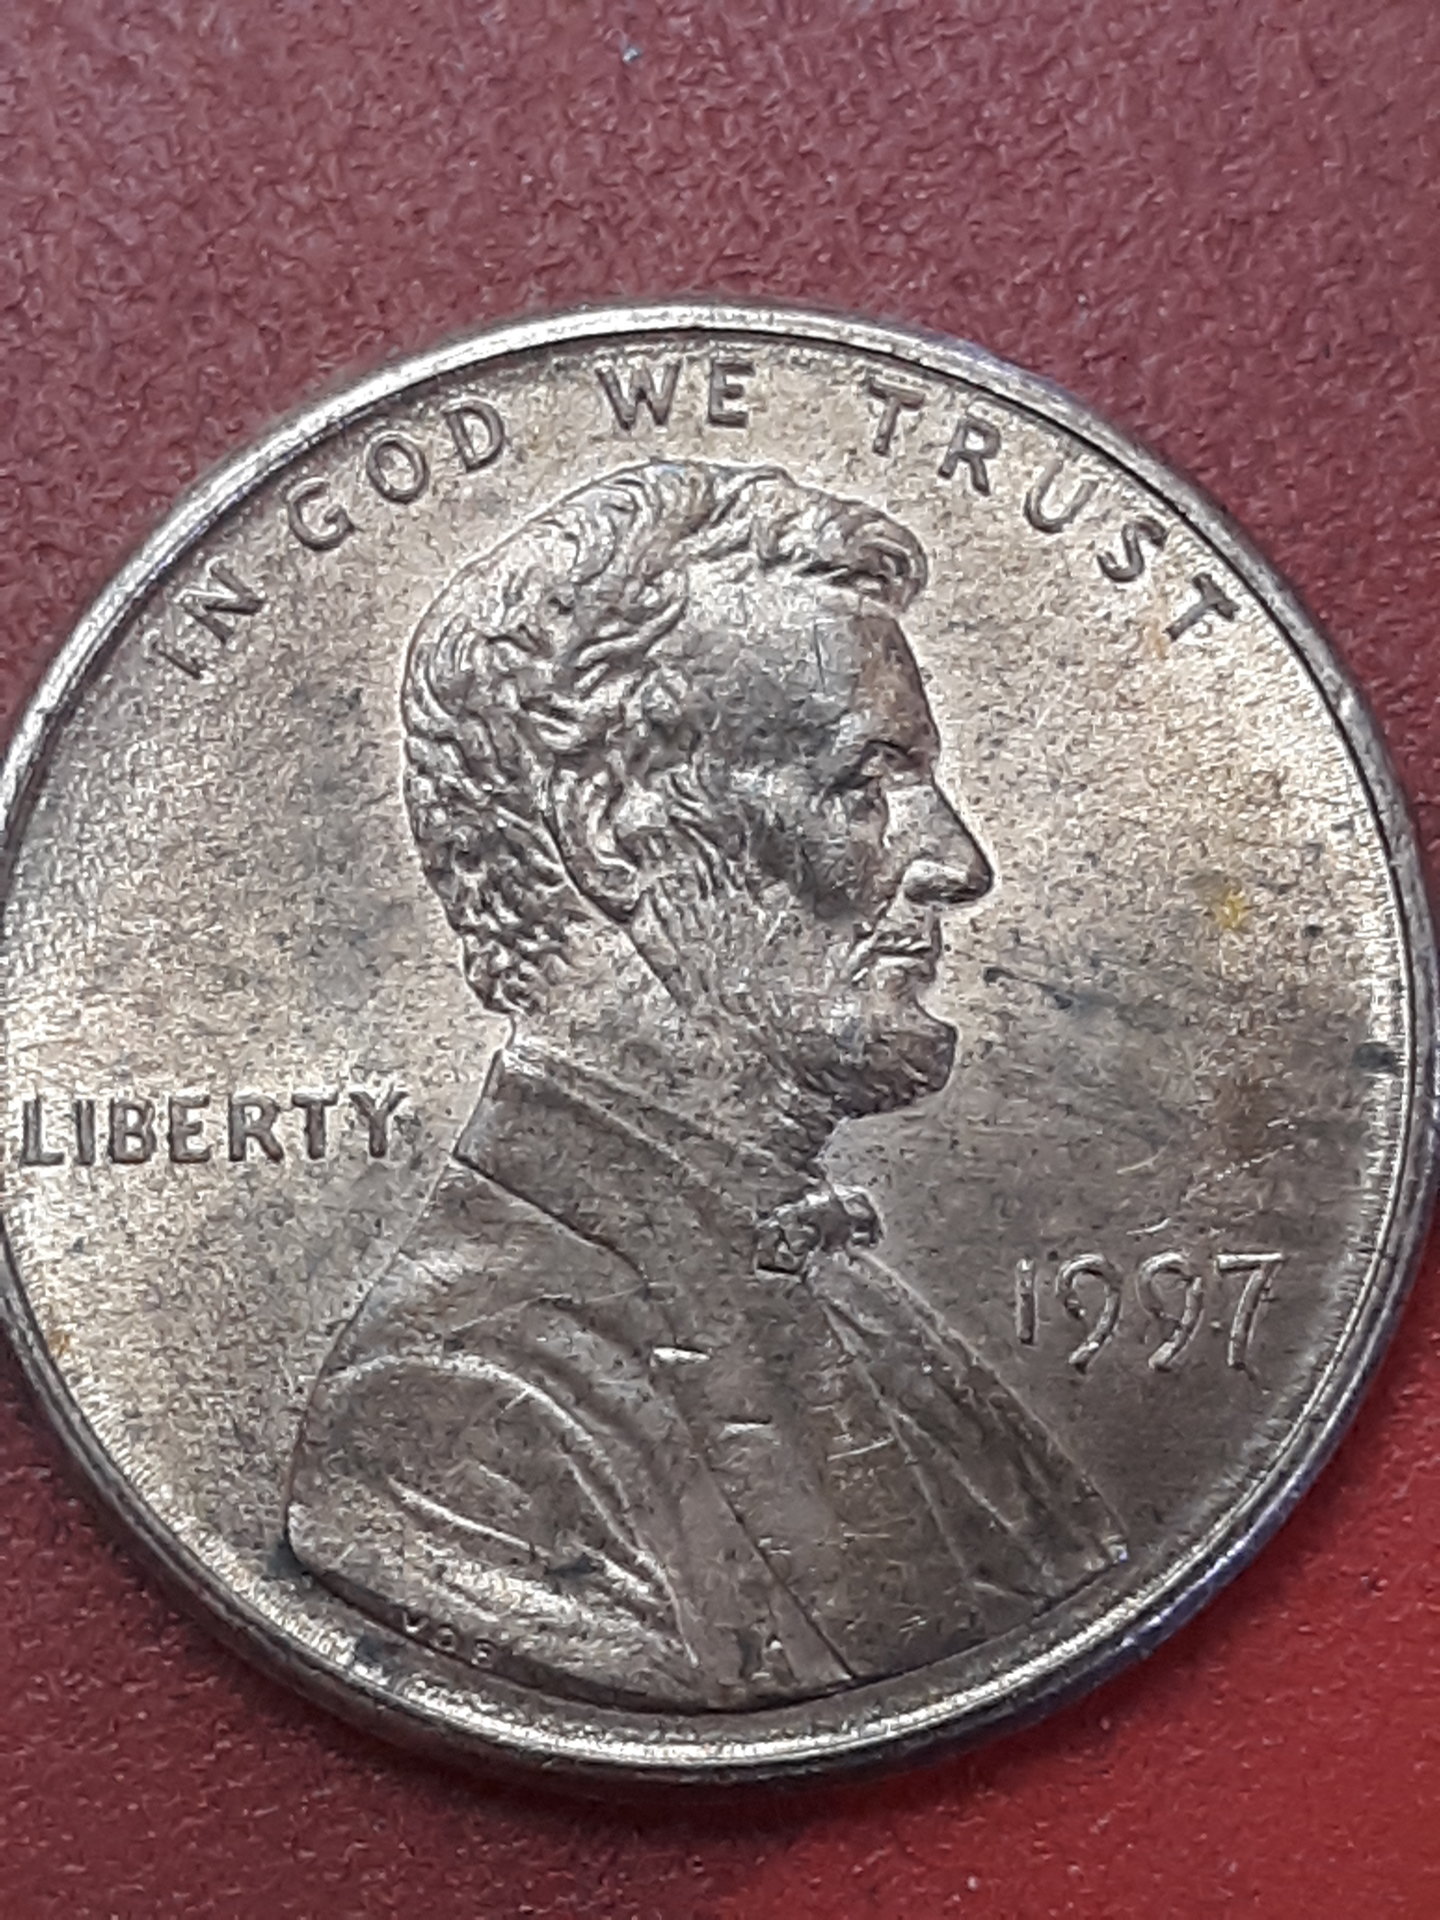 IN GOD WE TRUST
LIBERTY
1997
VDB